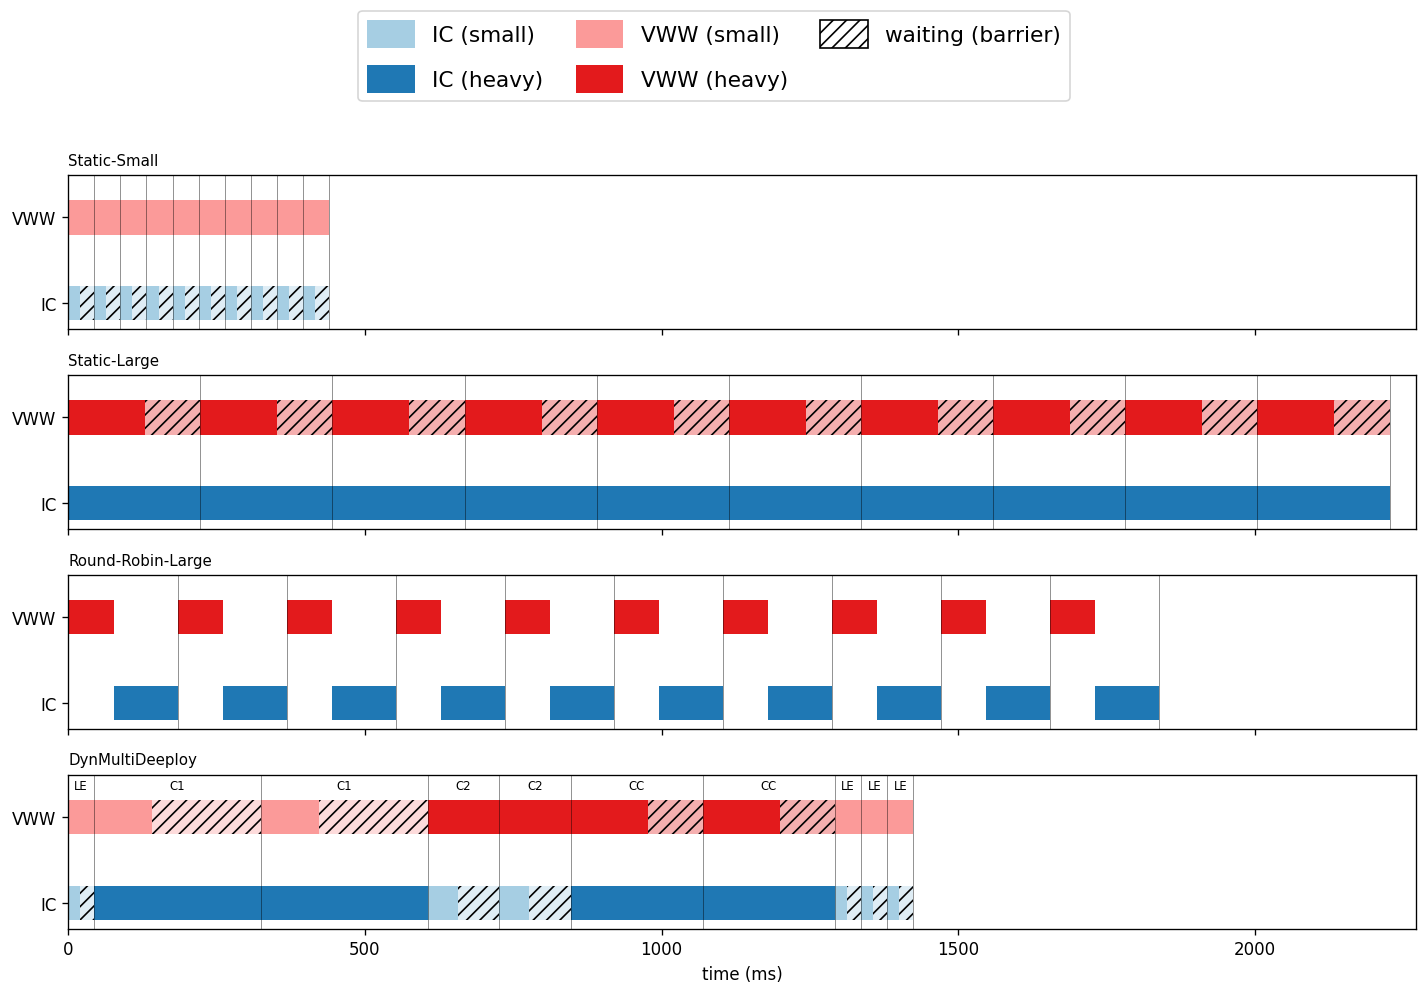 IC (small)
VWW (small)
waiting (barrier)
IC (heavy)
VWW (heavy)
Static-Small
VWW
IC
Static-Large
VWW
IC
Round-Robin-Large
VWW
IC
DynMultiDeeploy
LE C1 C1 C2 C2 CC CC LE LE LE
VWW
IC
0 500 1000 1500 2000
time (ms)